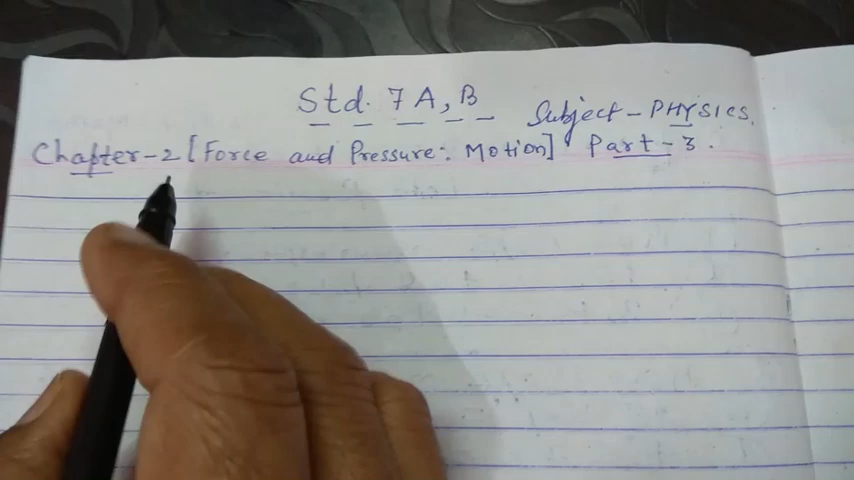 Std. 7 A, B
Subject - PHYSICS.
Chapter-2 [Force and Pressure: Motion] Part-3.